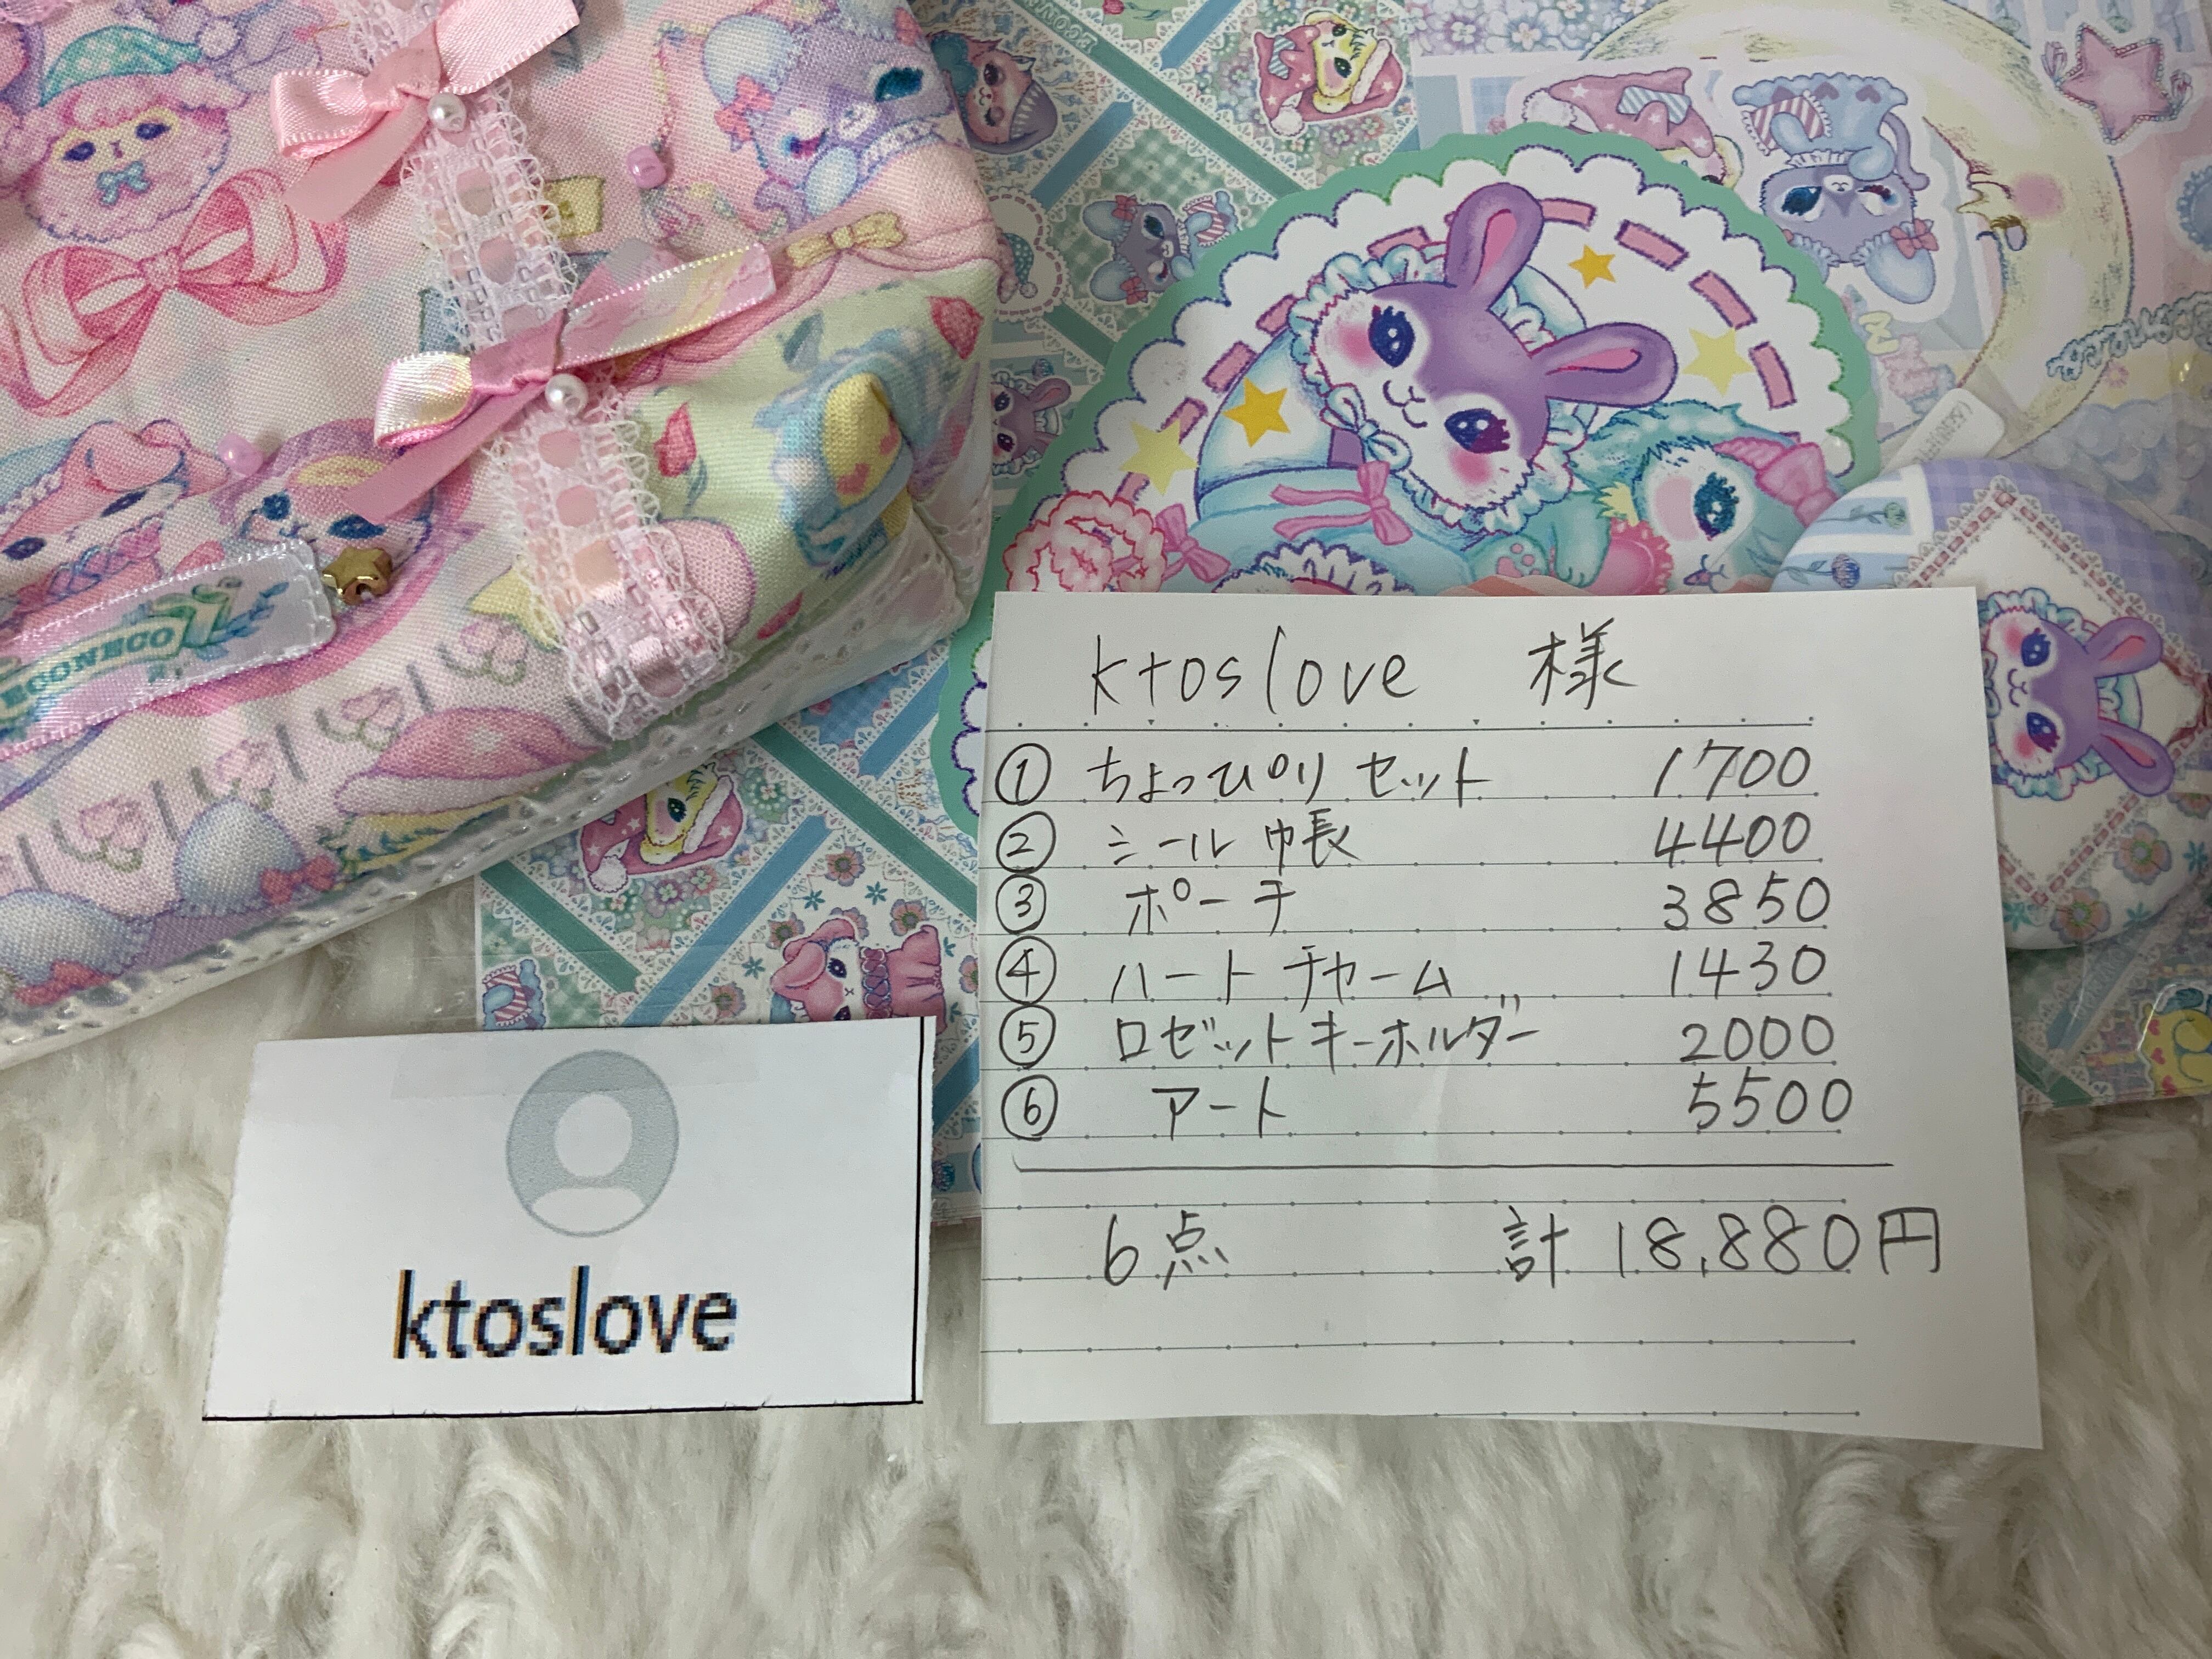 ECONECO
ktoslove 様
① ちょっぴり セット 1700
② シール帳 4400
③ ポーチ 3850
④ ハート チャーム 1430
⑤ ロゼットキーホルダー 2000
⑥ アート 5500
6点 計 18,880円
ktoslove